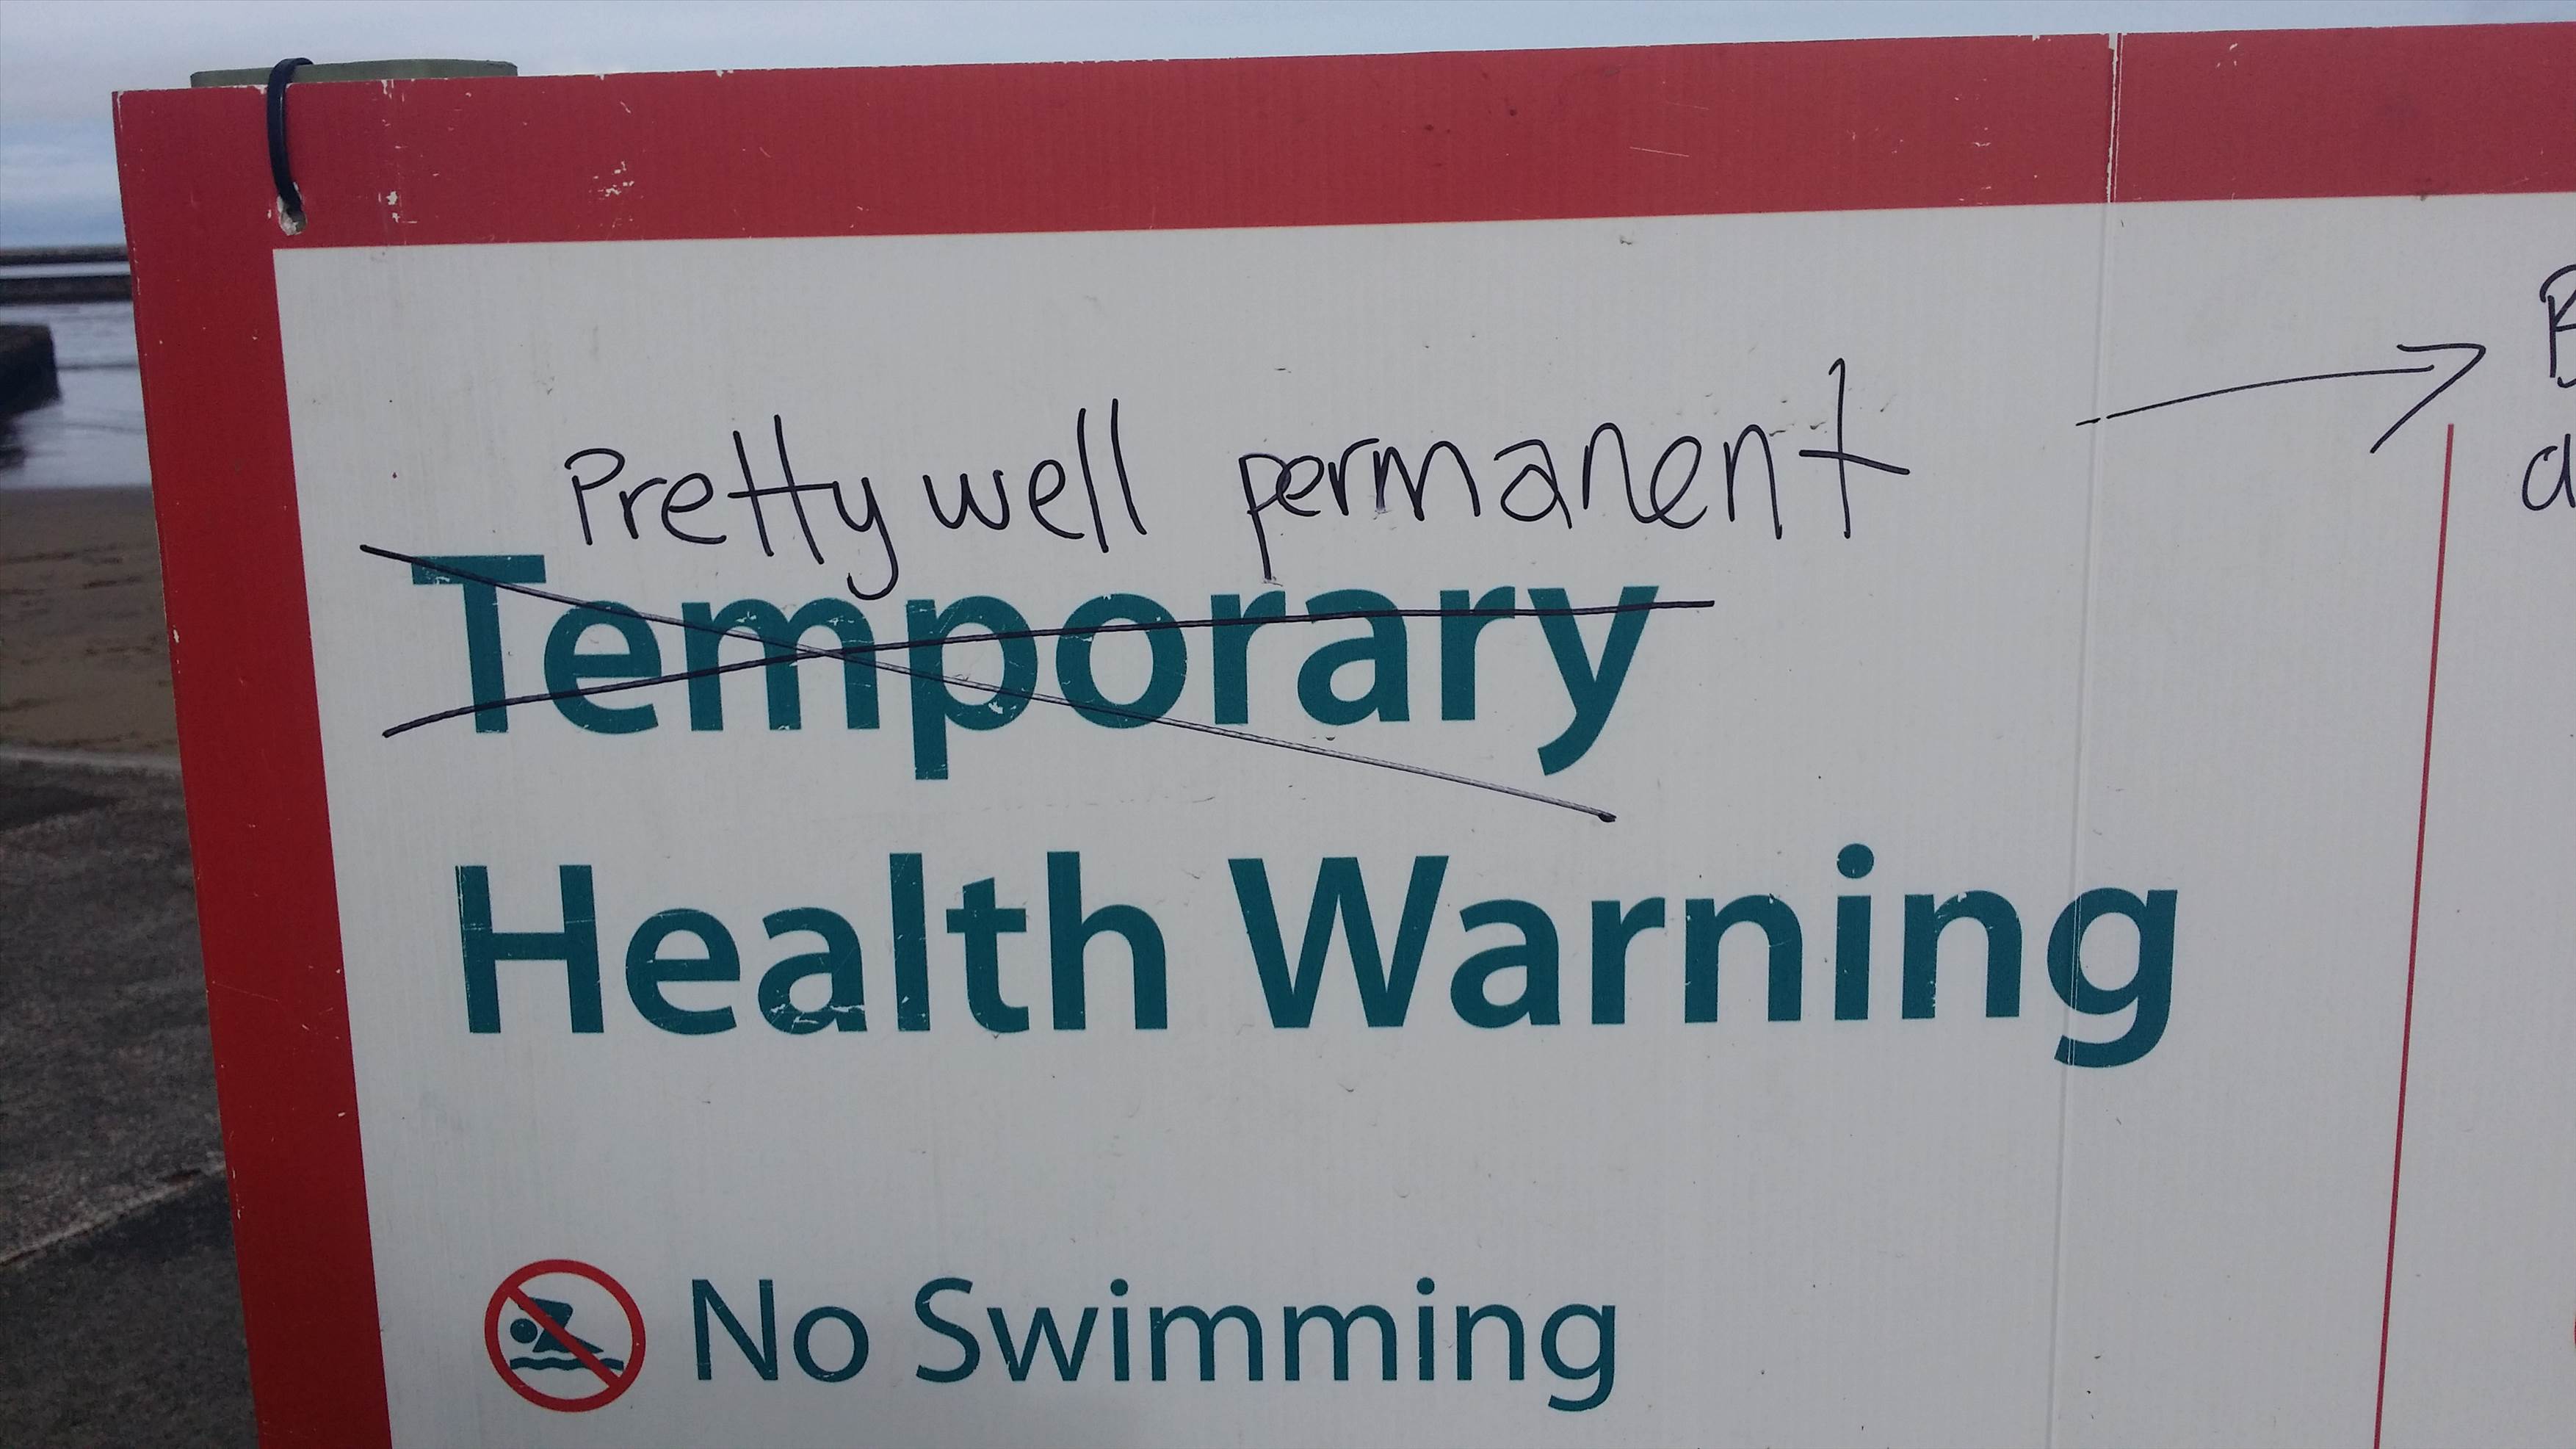 Pretty well permanent
Temporary
Health Warning
No Swimming